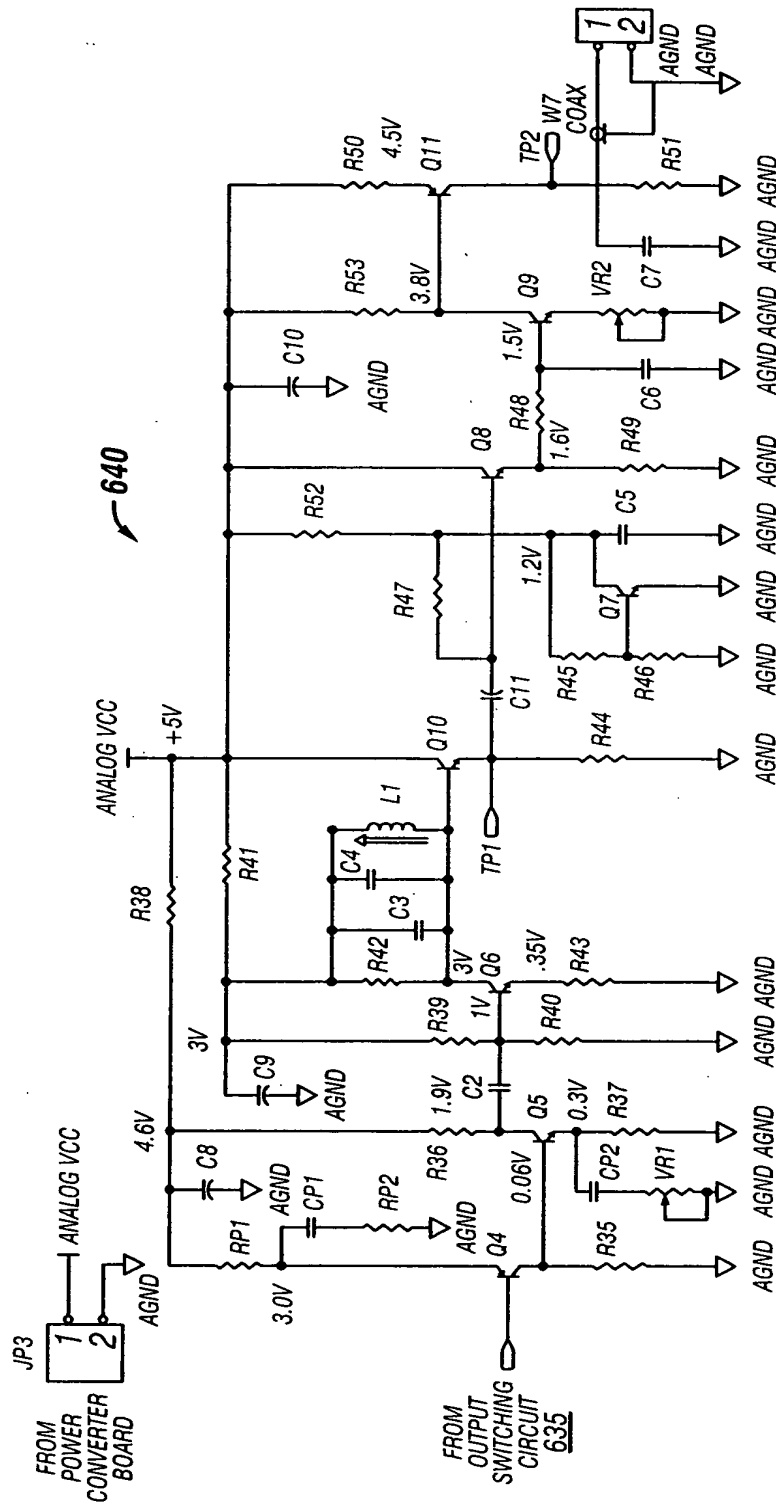 FROM
POWER
CONVERTER
BOARD
JP3
1
2
ANALOG VCC
AGND
640
ANALOG VCC
+5V
R38
4.6V
C8
AGND
RP1
3.0V
CP1
RP2
AGND
Q4
FROM
OUTPUT
SWITCHING
CIRCUIT
635
R35
AGND
R36
1.9V
0.06V
Q5
0.3V
CP2
VR1
AGND
R37
AGND
C2
3V
C9
AGND
R41
R39
1V
R40
AGND
R42
3V
Q6
.35V
R43
AGND
C3
C4
L1
Q10
TP1
R44
AGND
C11
R47
R52
1.2V
R45
R46
AGND
Q7
AGND
C5
AGND
Q8
1.6V
R48
R49
AGND
C10
AGND
R53
3.8V
1.5V
Q9
C6
AGND
VR2
AGND
R50
4.5V
Q11
TP2
W7
COAX
C7
AGND
R51
AGND
1
2
AGND
AGND